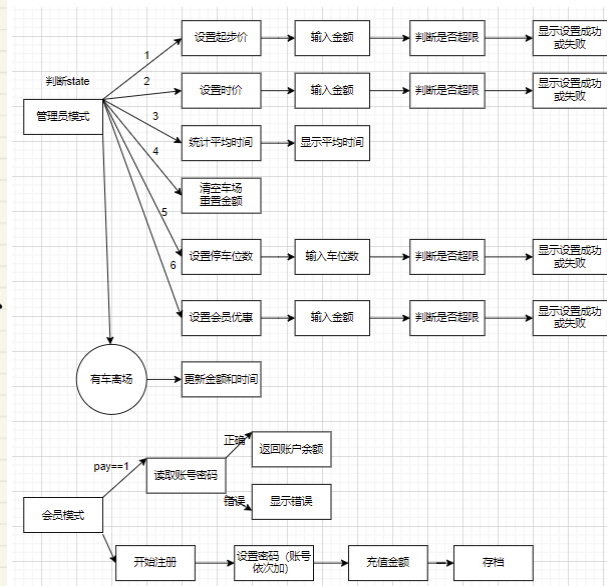 判断state
管理员模式
1
设置起步价
输入金额
判断是否超限
显示设置成功
或失败
2
设置时价
输入金额
判断是否超限
显示设置成功
或失败
3
统计平均时间
显示平均时间
4
清空车场
重置金额
5
设置停车位数
输入车位数
判断是否超限
显示设置成功
或失败
6
设置会员优惠
输入金额
判断是否超限
显示设置成功
或失败
有车离场
更新金额和时间
会员模式
pay==1
读取账号密码
正确
返回账户余额
错误
显示错误
开始注册
设置密码（账号
依次加）
充值金额
存档